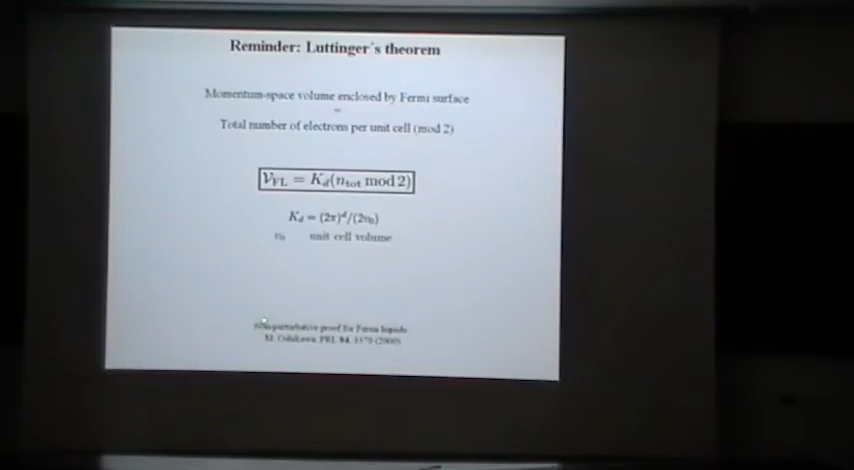 Reminder: Luttinger´s theorem
Momentum-space volume enclosed by Fermi surface
=
Total number of electrons per unit cell (mod 2)
V_FL = K_d(n_tot mod 2)
K_d = (2π)^d/(2v_0)
v_0 unit cell volume
Non-perturbative proof for Fermi liquids
M. Oshikawa, PRL 84, 3370 (2000)